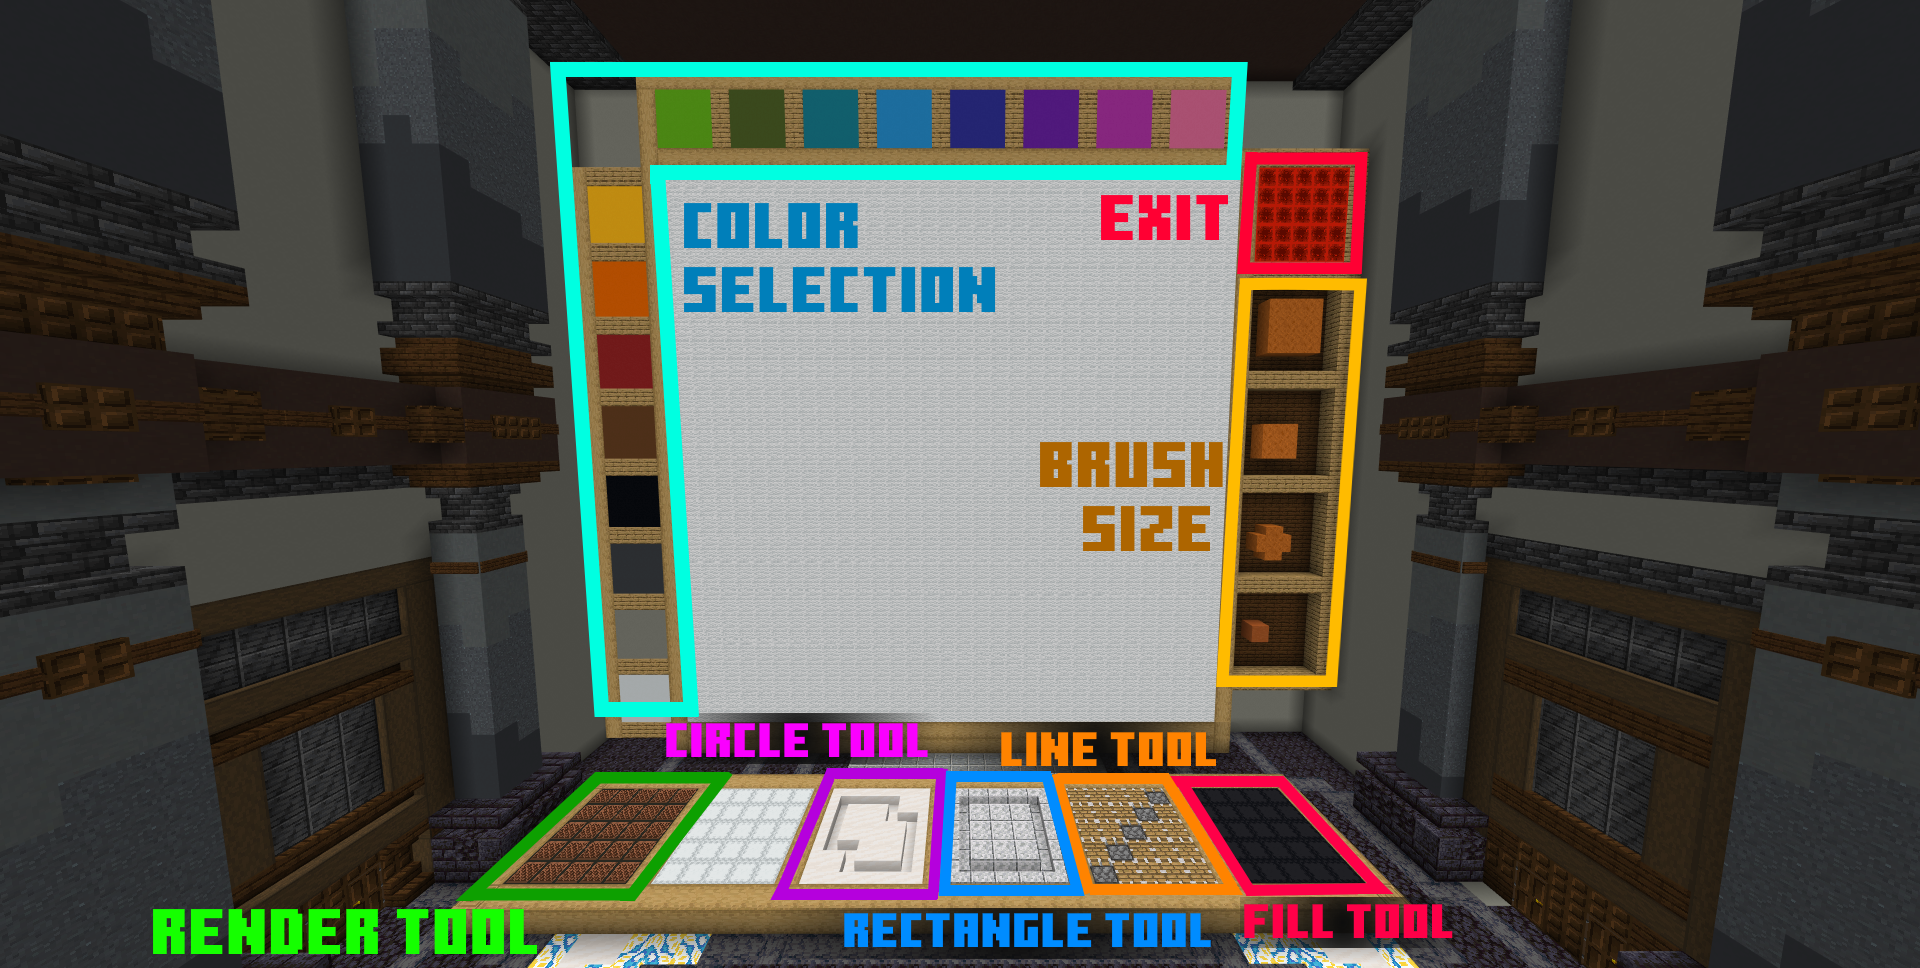 COLOR
SELECTION
EXIT
BRUSH
SIZE
CIRCLE TOOL
LINE TOOL
RENDER TOOL
RECTANGLE TOOL
FILL TOOL